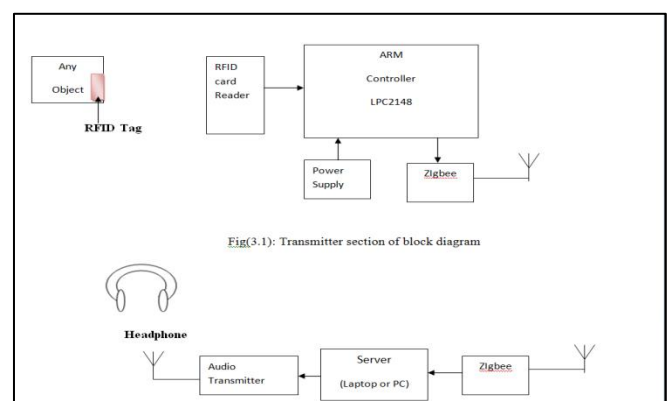 Any
Object
RFID Tag
RFID
card
Reader
ARM
Controller
LPC2148
Power
Supply
ZIgbee
Fig(3.1): Transmitter section of block diagram
Headphone
Audio
Transmitter
Server
(Laptop or PC)
ZIgbee